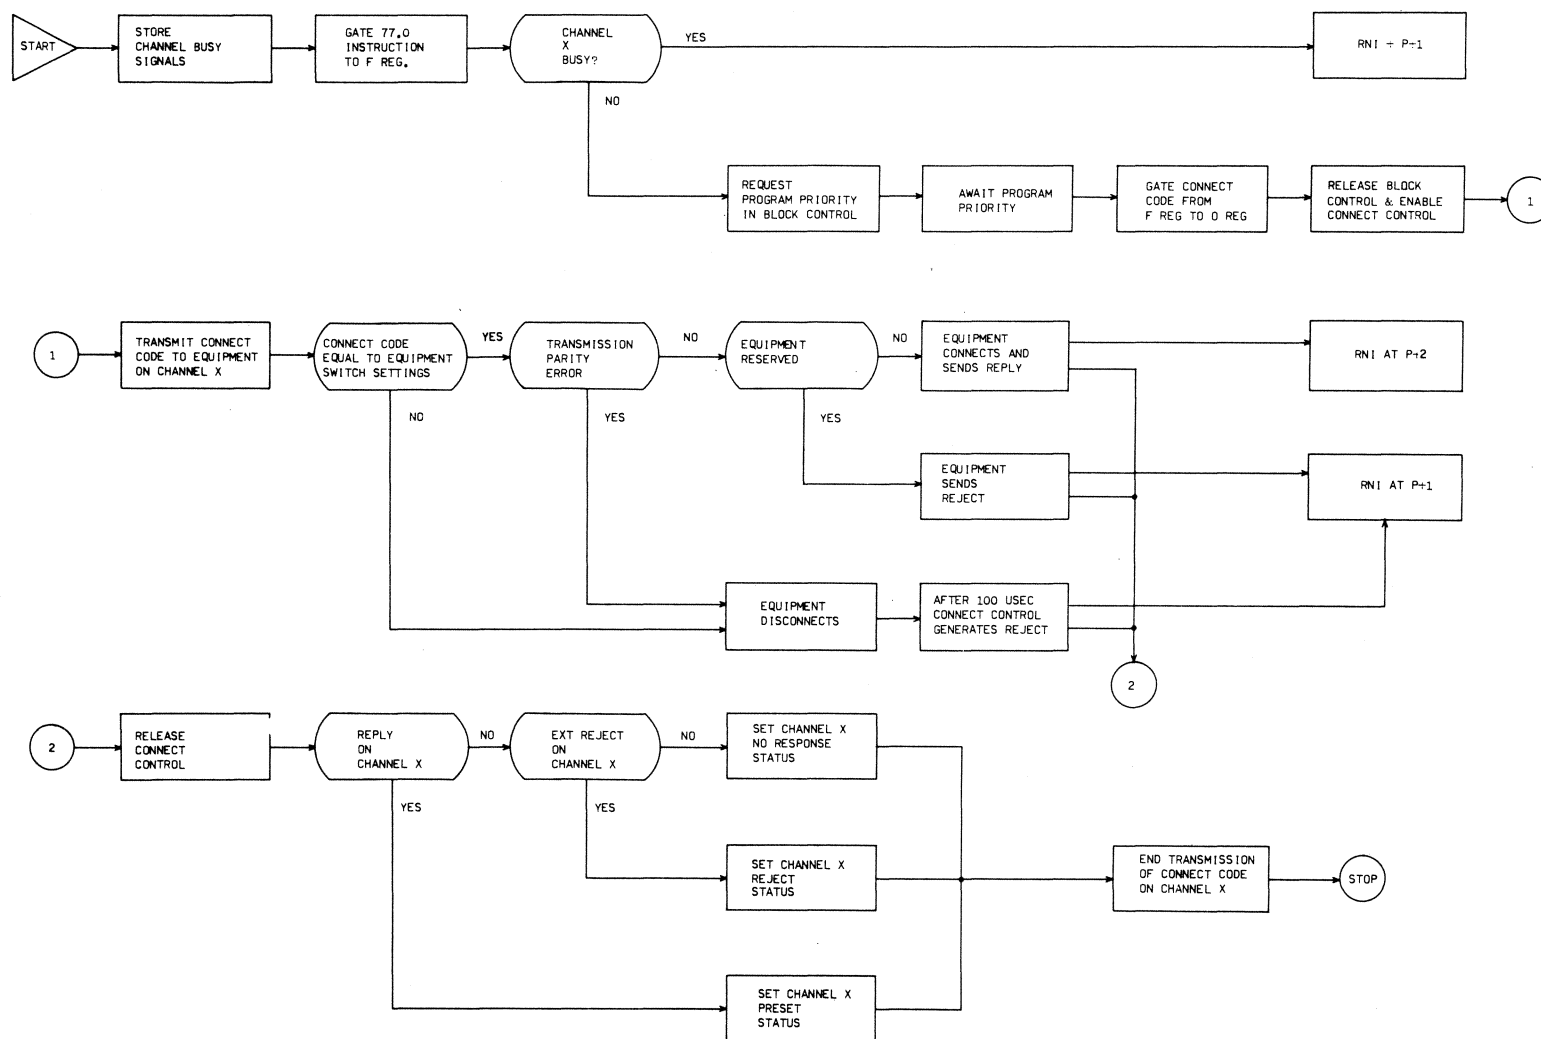 START
STORE
CHANNEL BUSY
SIGNALS
GATE 77.0
INSTRUCTION
TO F REG.
CHANNEL
X
BUSY?
YES
RNI ÷ P÷1
NO
REQUEST
PROGRAM PRIORITY
IN BLOCK CONTROL
AWAIT PROGRAM
PRIORITY
GATE CONNECT
CODE FROM
F REG TO O REG
RELEASE BLOCK
CONTROL & ENABLE
CONNECT CONTROL
1
1
TRANSMIT CONNECT
CODE TO EQUIPMENT
ON CHANNEL X
CONNECT CODE
EQUAL TO EQUIPMENT
SWITCH SETTINGS
YES
TRANSMISSION
PARITY
ERROR
NO
EQUIPMENT
RESERVED
NO
EQUIPMENT
CONNECTS AND
SENDS REPLY
RNI AT P÷2
NO
YES
YES
EQUIPMENT
SENDS
REJECT
RNI AT P÷1
EQUIPMENT
DISCONNECTS
AFTER 100 USEC
CONNECT CONTROL
GENERATES REJECT
2
2
RELEASE
CONNECT
CONTROL
REPLY
ON
CHANNEL X
NO
EXT REJECT
ON
CHANNEL X
NO
SET CHANNEL X
NO RESPONSE
STATUS
YES
YES
SET CHANNEL X
REJECT
STATUS
END TRANSMISSION
OF CONNECT CODE
ON CHANNEL X
STOP
SET CHANNEL X
PRESET
STATUS